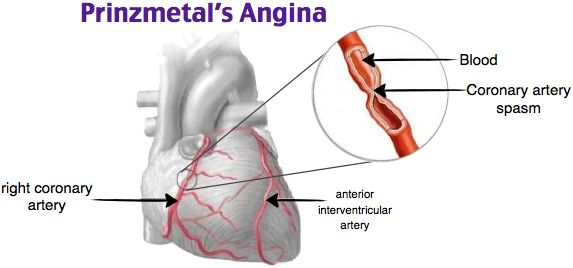 Prinzmetal's Angina
Blood
Coronary artery
spasm
right coronary
artery
anterior
interventricular
artery